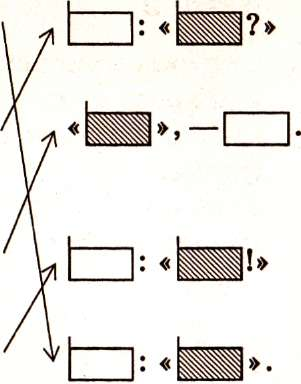 : « ?»
« », — .
: « !»
: « ».